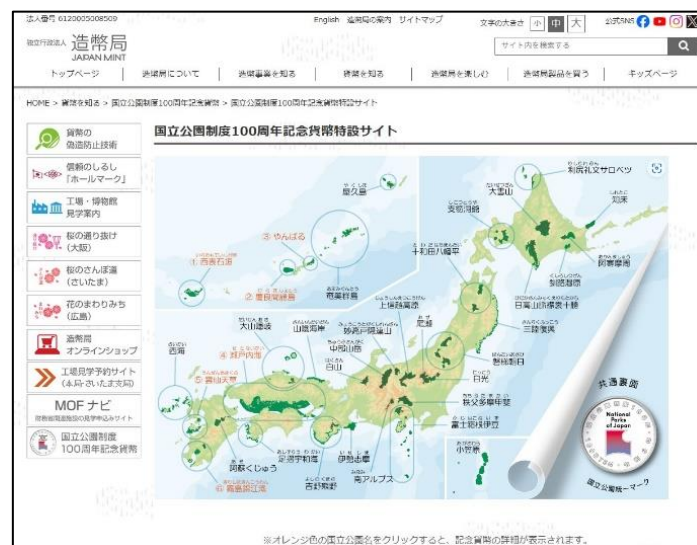 法人番号 6120005008509
English 造幣局の案内 サイトマップ
文字の大きさ 小 中 大
公式SNS
独立行政法人 造幣局
JAPAN MINT
サイト内を検索する
トップページ
造幣局について
造幣事業を知る
貨幣を知る
造幣局を楽しむ
造幣局製品を買う
キッズページ
HOME > 貨幣を知る > 国立公園制度100周年記念貨幣 > 国立公園制度100周年記念貨幣特設サイト
貨幣の
偽造防止技術
信頼のしるし
「ホールマーク」
工場・博物館
見学案内
桜の通り抜け
(大阪)
桜のさんぽ道
(さいたま)
花のまわりみち
(広島)
造幣局
オンラインショップ
工場見学予約サイト
(本局・さいたま支局)
MOFナビ
財務省関連施設の見学申込みサイト
国立公園制度
100周年記念貨幣
国立公園制度100周年記念貨幣特設サイト
屋久島
③やんばる
①西表石垣
②慶良間諸島
奄美群島
利尻礼文サロベツ
大雪山
知床
支笏洞爺
阿寒摩周
釧路湿原
日高山脈襟裳十勝
十和田八幡平
三陸復興
磐梯朝日
上信越高原
尾瀬
妙高戸隠連山
中部山岳
白山
日光
秩父多摩甲斐
富士箱根伊豆
小笠原
南アルプス
伊勢志摩
吉野熊野
山陰海岸
大山隠岐
④瀬戸内海
西海
⑤雲仙天草
阿蘇くじゅう
足摺宇和海
⑥霧島錦江湾
共通裏面
National
Parks
of Japan
国立公園統一マーク
※オレンジ色の国立公園名をクリックすると、記念貨幣の詳細が表示されます。